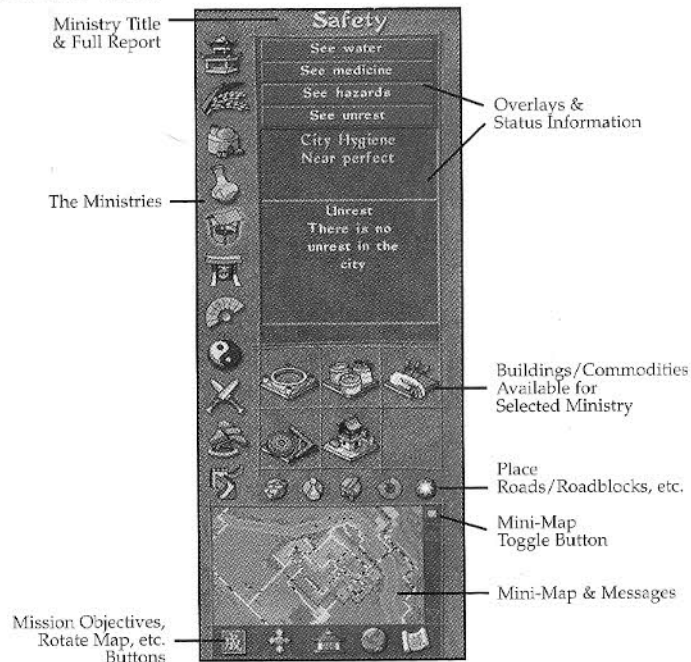 Ministry Title
& Full Report
Safety
See water
See medicine
See hazards
See unrest
Overlays &
Status Information
City Hygiene
Near perfect
The Ministries
Unrest
There is no
unrest in the
city
Buildings/Commodities
Available for
Selected Ministry
Place
Roads/Roadblocks, etc.
Mini-Map
Toggle Button
Mini-Map & Messages
Mission Objectives,
Rotate Map, etc.
Buttons